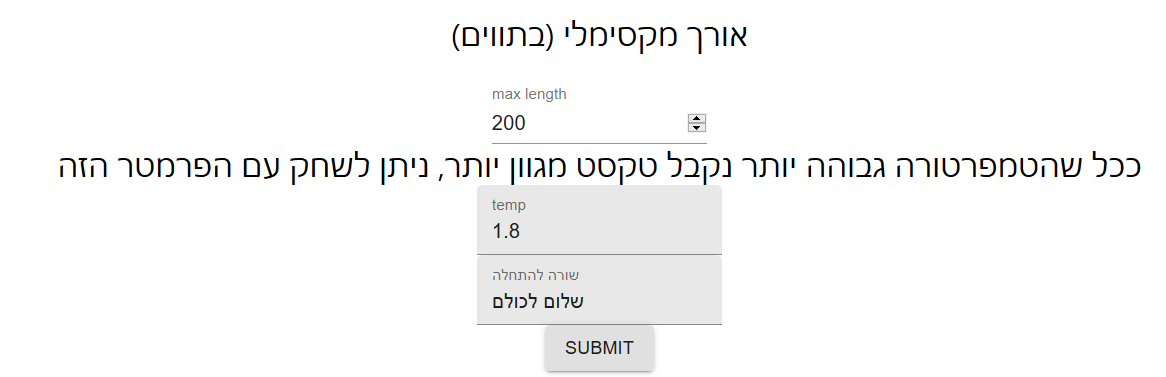 אורך מקסימלי (בתווים)
max length
200
ככל שהטמפרטורה גבוהה יותר נקבל טקסט מגוון יותר, ניתן לשחק עם הפרמטר הזה
temp
1.8
שורה להתחלה
שלום לכולם
SUBMIT